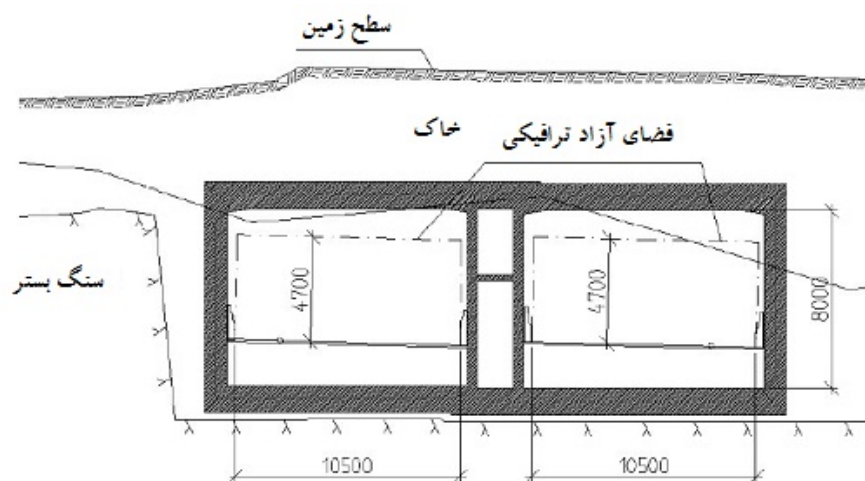 سطح زمین
خاک
فضای آزاد ترافیکی
سنگ بستر
4700
4700
8000
10500
10500